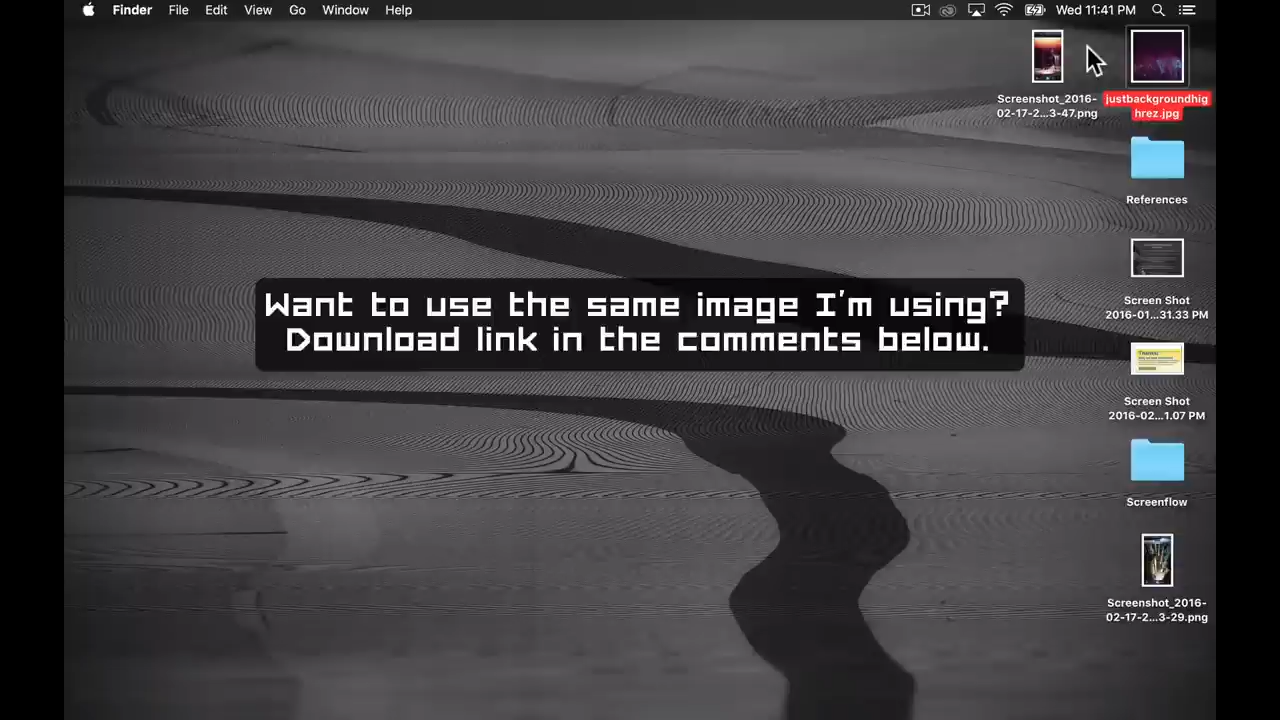 Finder File Edit View Go Window Help Wed 11:41 PM
Screenshot_2016-
02-17-2...3-47.png
justbackgroundhig
hrez.jpg
References
Want to use the same image I'm using?
Download link in the comments below.
Screen Shot
2016-01...31.33 PM
Screen Shot
2016-02...1.07 PM
Screenflow
Screenshot_2016-
02-17-2...3-29.png